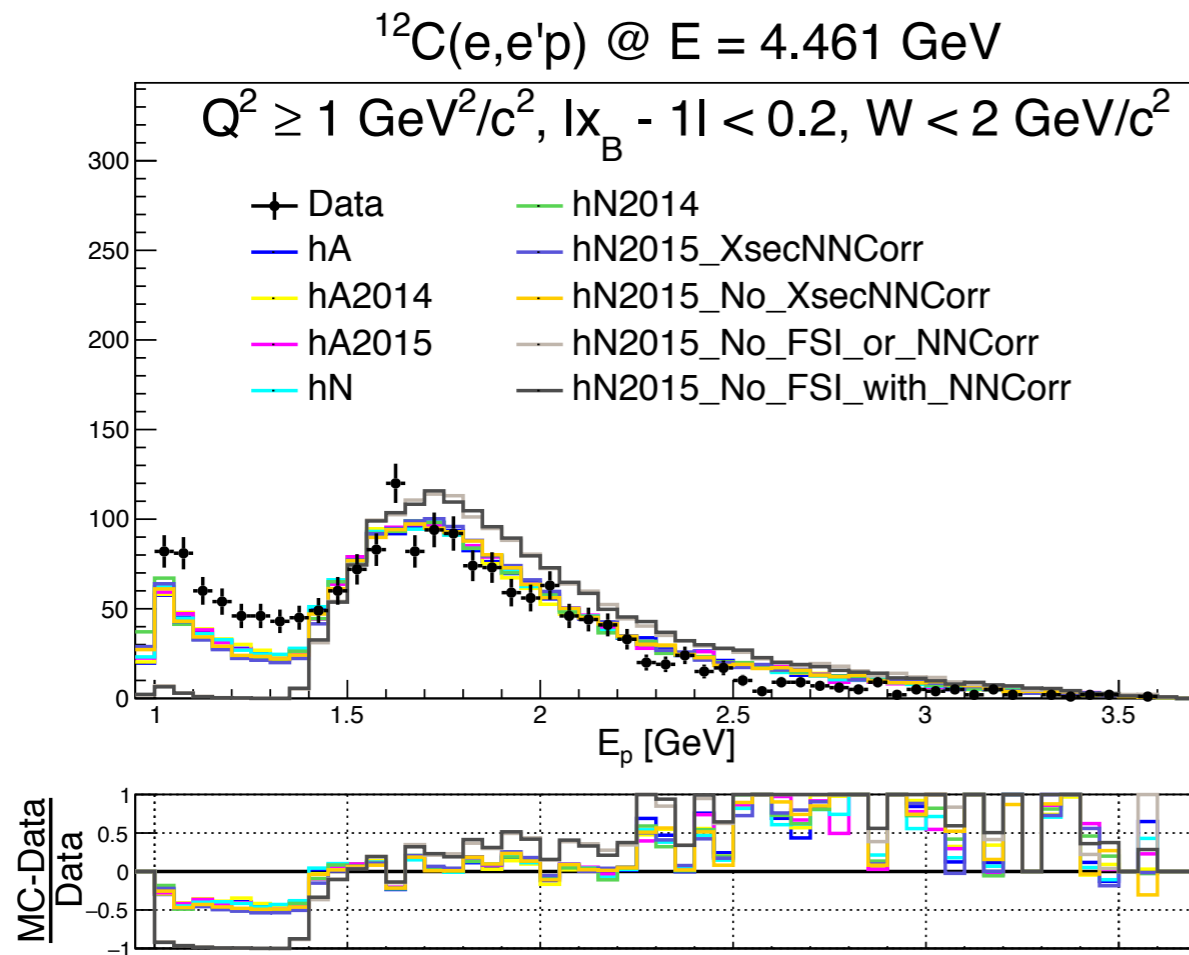 ¹²C(e,e'p) @ E = 4.461 GeV
Q² ≥ 1 GeV²/c², |x_B - 1| < 0.2, W < 2 GeV/c²
300
250
200
150
100
50
0
Data
hA
hA2014
hA2015
hN
hN2014
hN2015_XsecNNCorr
hN2015_No_XsecNNCorr
hN2015_No_FSI_or_NNCorr
hN2015_No_FSI_with_NNCorr
1 1.5 2 2.5 3 3.5
E_p [GeV]
MC-Data
Data
1
0.5
0
−0.5
−1